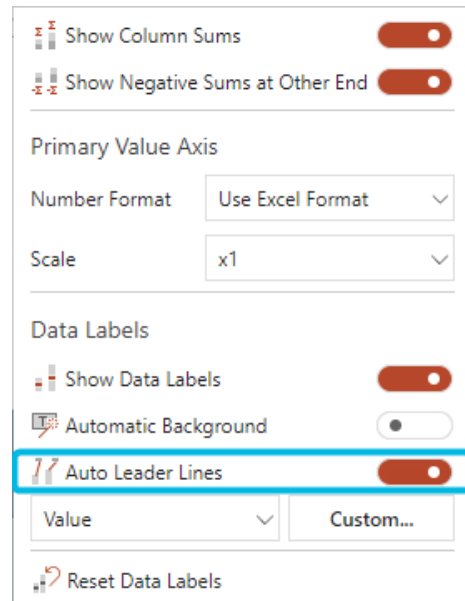 Show Column Sums
Show Negative Sums at Other End
Primary Value Axis
Number Format Use Excel Format
Scale x1
Data Labels
Show Data Labels
Automatic Background
Auto Leader Lines
Value Custom...
Reset Data Labels